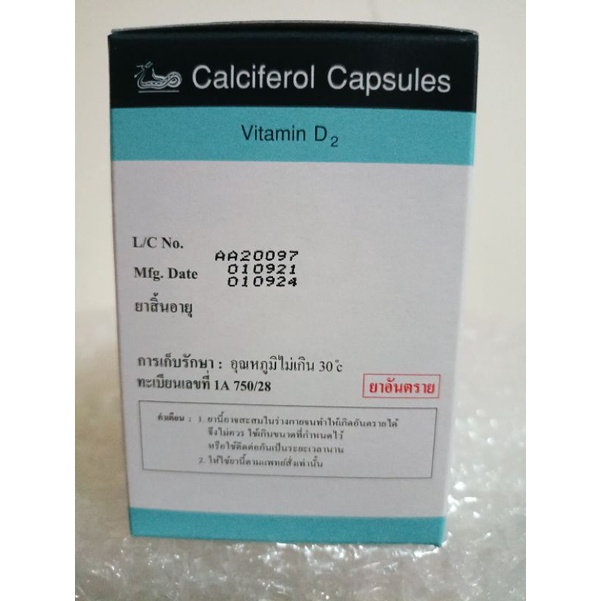 Calciferol Capsules
Vitamin D2
L/C No. AA20097
Mfg. Date 010921
ยาสิ้นอายุ 010924
การเก็บรักษา : อุณหภูมิไม่เกิน 30°c
ทะเบียนเลขที่ 1A 750/28
ยาอันตราย
คำเตือน : 1. ยานี้อาจสะสมในร่างกายจนทำให้เกิดอันตรายได้
จึงไม่ควร ใช้เกินขนาดที่กำหนดไว้
หรือใช้ติดต่อกันเป็นระยะเวลานาน
2. ให้ใช้ยานี้ตามแพทย์สั่งเท่านั้น